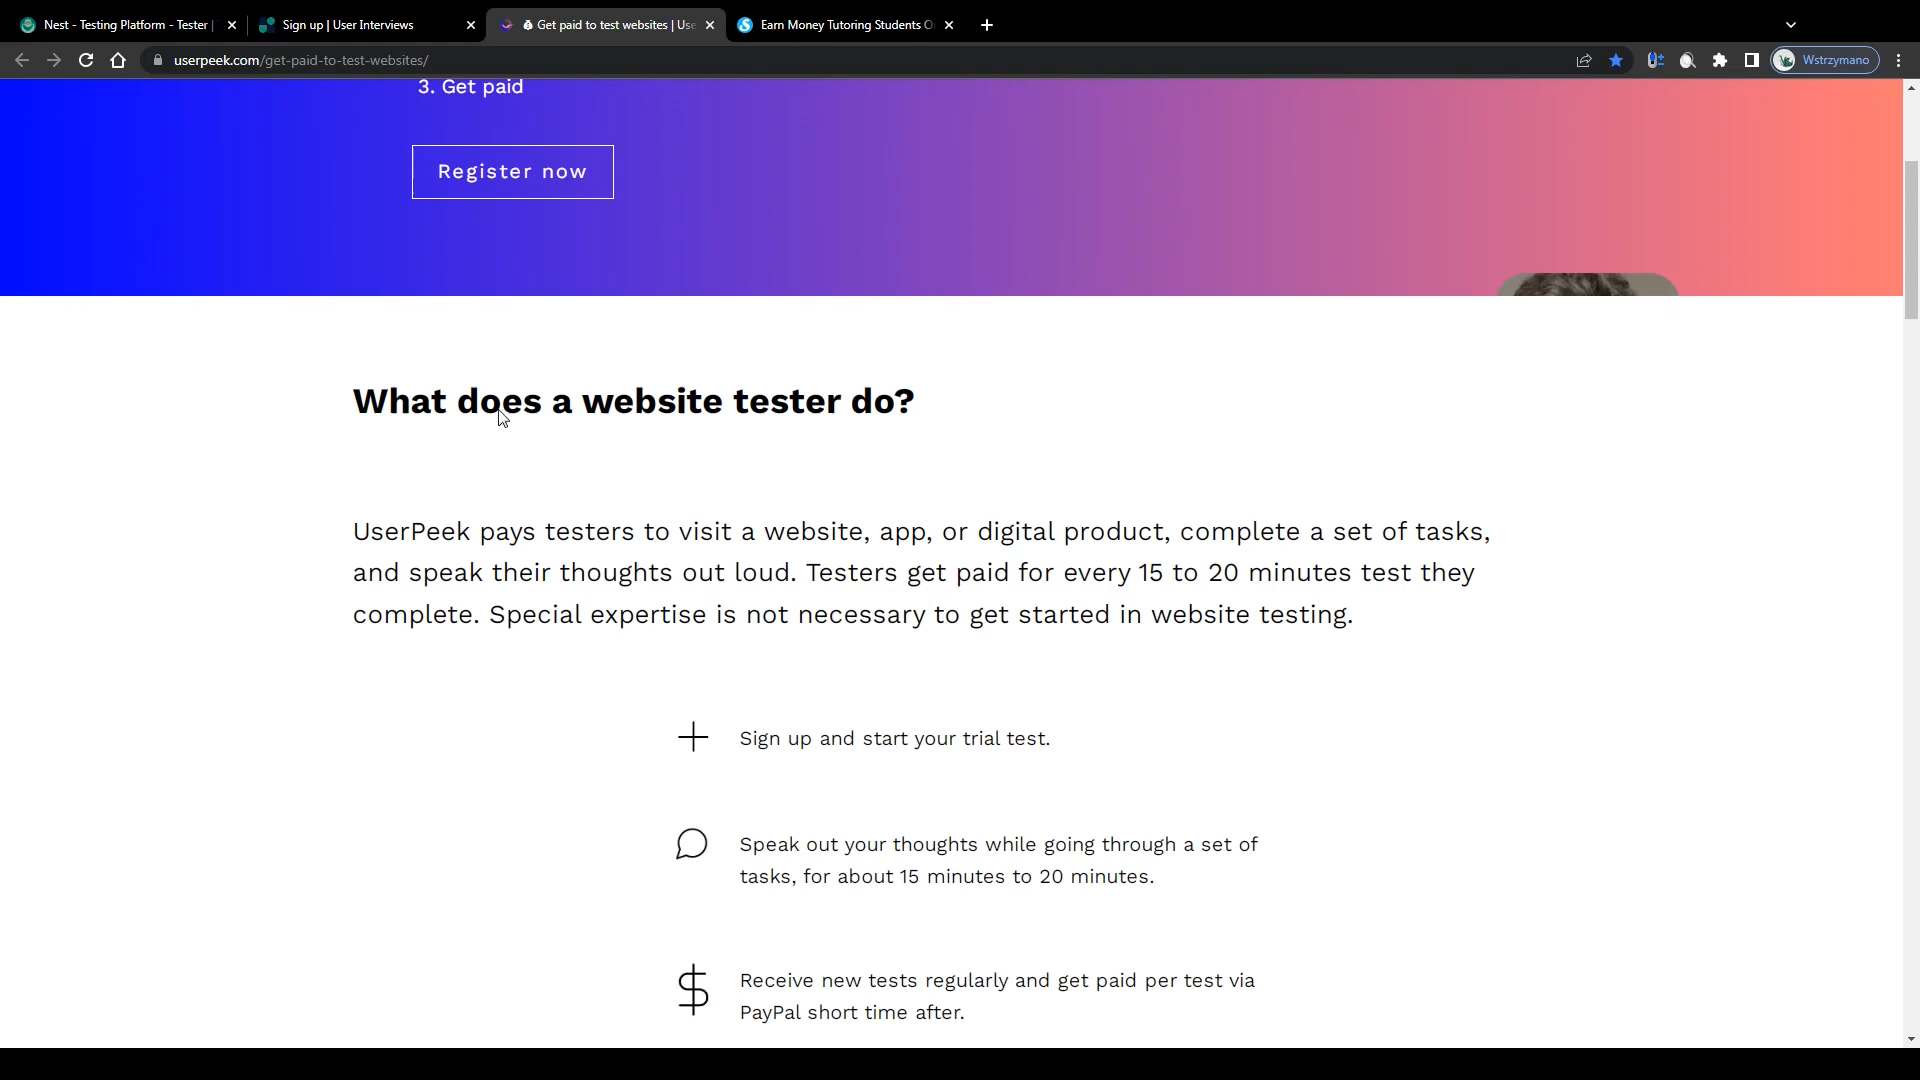 Nest - Testing Platform - Tester |
Sign up | User Interviews
Get paid to test websites | Use
Earn Money Tutoring Students O
userpeek.com/get-paid-to-test-websites/
Wstrzymano
3. Get paid
Register now
What does a website tester do?
UserPeek pays testers to visit a website, app, or digital product, complete a set of tasks,
and speak their thoughts out loud. Testers get paid for every 15 to 20 minutes test they
complete. Special expertise is not necessary to get started in website testing.
Sign up and start your trial test.
Speak out your thoughts while going through a set of
tasks, for about 15 minutes to 20 minutes.
Receive new tests regularly and get paid per test via
PayPal short time after.